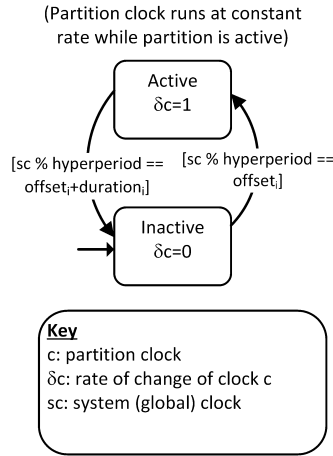 (Partition clock runs at constant
rate while partition is active)
Active
δc=1
[sc % hyperperiod ==
offsetᵢ+durationᵢ]
[sc % hyperperiod ==
offsetᵢ]
Inactive
δc=0
Key
c: partition clock
δc: rate of change of clock c
sc: system (global) clock